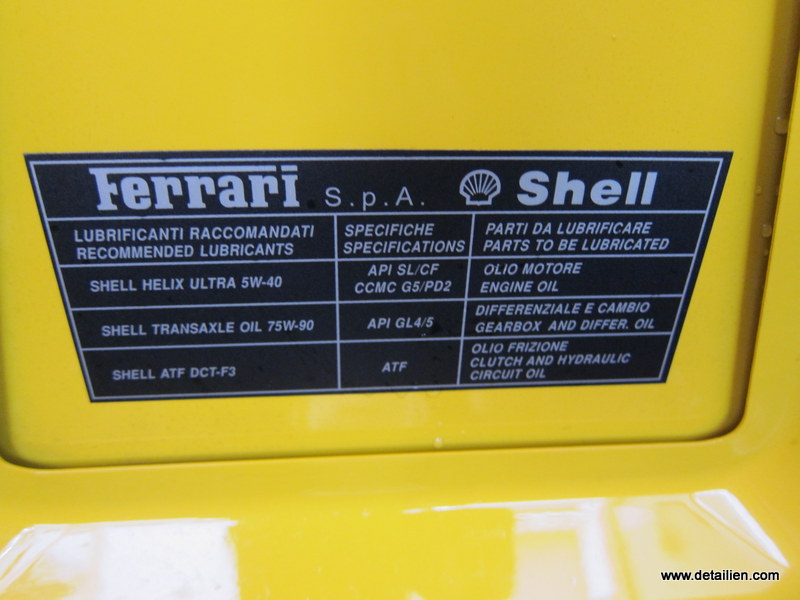 Ferrari S.p.A. Shell
LUBRIFICANTI RACCOMANDATI
RECOMMENDED LUBRICANTS
SPECIFICHE
SPECIFICATIONS
PARTI DA LUBRIFICARE
PARTS TO BE LUBRICATED
SHELL HELIX ULTRA 5W-40
API SL/CF
CCMC G5/PD2
OLIO MOTORE
ENGINE OIL
SHELL TRANSAXLE OIL 75W-90
API GL4/5
DIFFERENZIALE E CAMBIO
GEARBOX AND DIFFER. OIL
SHELL ATF DCT-F3
ATF
OLIO FRIZIONE
CLUTCH AND HYDRAULIC
CIRCUIT OIL
www.detailien.com